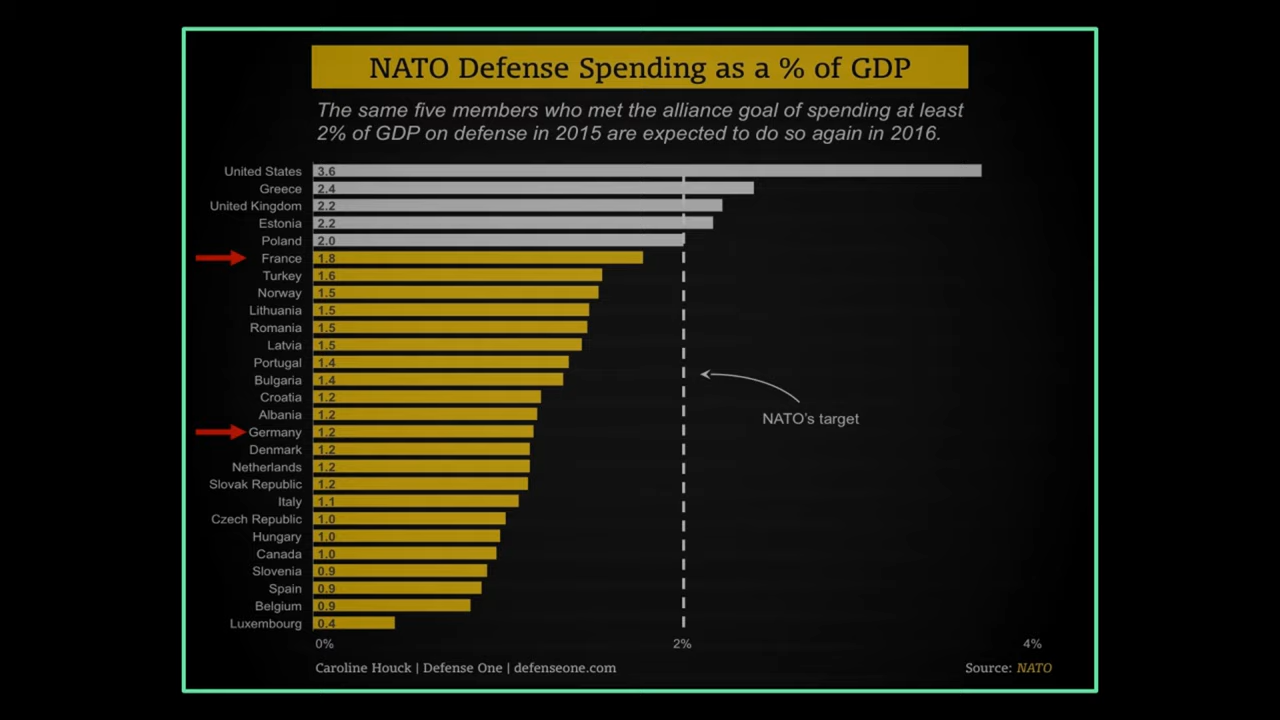 NATO Defense Spending as a % of GDP
The same five members who met the alliance goal of spending at least
2% of GDP on defense in 2015 are expected to do so again in 2016.
United States 3.6
Greece 2.4
United Kingdom 2.2
Estonia 2.2
Poland 2.0
France 1.8
Turkey 1.6
Norway 1.5
Lithuania 1.5
Romania 1.5
Latvia 1.5
Portugal 1.4
Bulgaria 1.4
Croatia 1.2
Albania 1.2
NATO's target
Germany 1.2
Denmark 1.2
Netherlands 1.2
Slovak Republic 1.2
Italy 1.1
Czech Republic 1.0
Hungary 1.0
Canada 1.0
Slovenia 0.9
Spain 0.9
Belgium 0.9
Luxembourg 0.4
0% 2% 4%
Caroline Houck | Defense One | defenseone.com Source: NATO